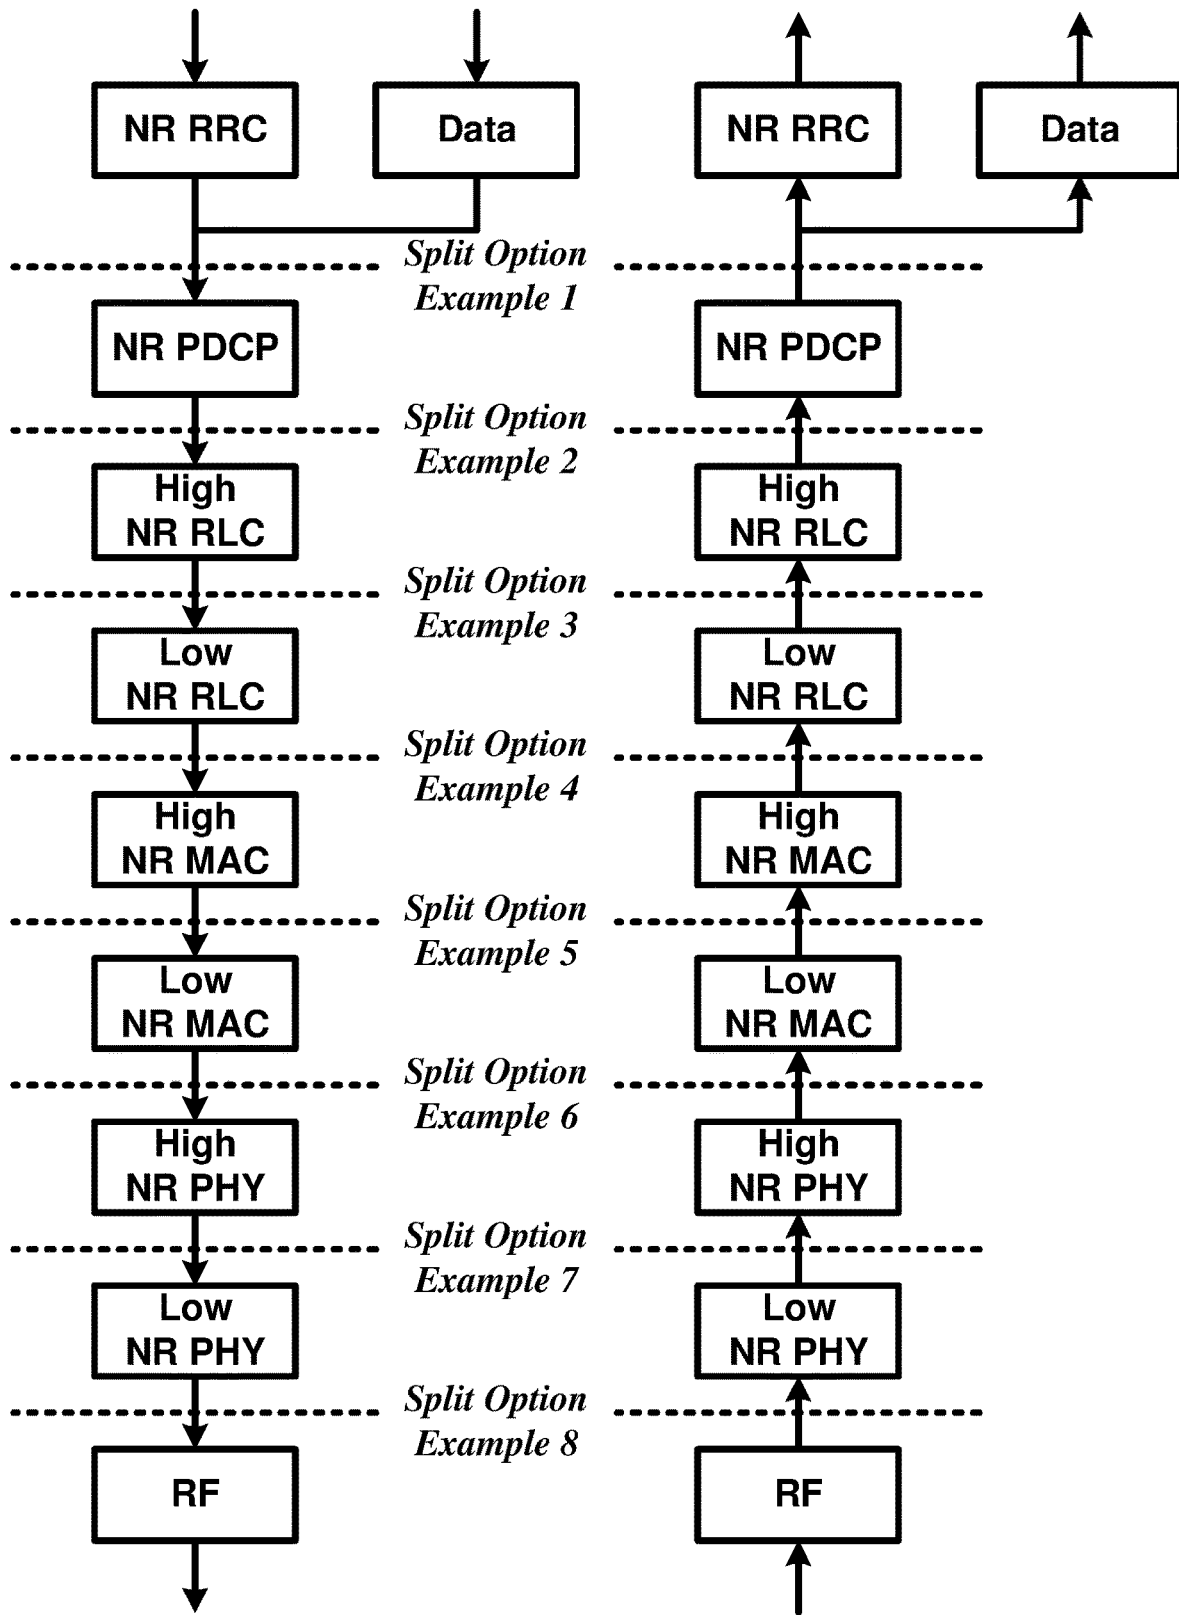 NR RRC
Data
NR RRC
Data
Split Option
Example 1
NR PDCP
NR PDCP
Split Option
Example 2
High
NR RLC
High
NR RLC
Split Option
Example 3
Low
NR RLC
Low
NR RLC
Split Option
Example 4
High
NR MAC
High
NR MAC
Split Option
Example 5
Low
NR MAC
Low
NR MAC
Split Option
Example 6
High
NR PHY
High
NR PHY
Split Option
Example 7
Low
NR PHY
Low
NR PHY
Split Option
Example 8
RF
RF